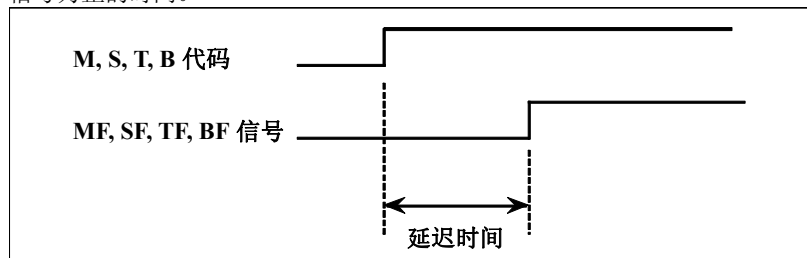 M, S, T, B 代码
MF, SF, TF, BF 信号
延迟时间